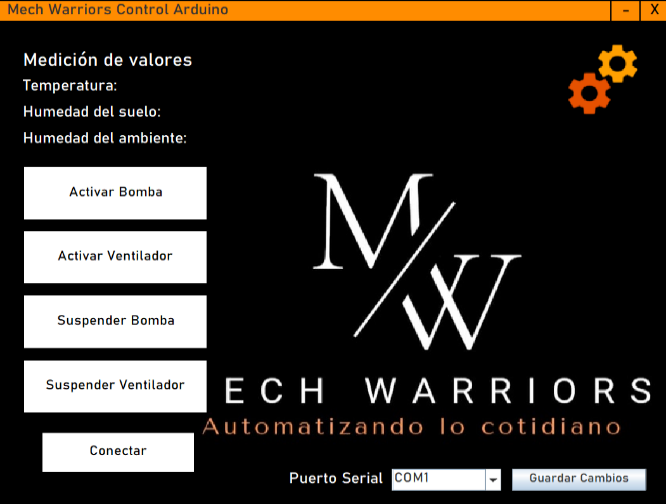 Mech Warriors Control Arduino
- X
Medición de valores
Temperatura:
Humedad del suelo:
Humedad del ambiente:
Activar Bomba
Activar Ventilador
Suspender Bomba
Suspender Ventilador
Conectar
MW
ECH WARRIORS
Automatizando lo cotidiano
Puerto Serial COM1 Guardar Cambios